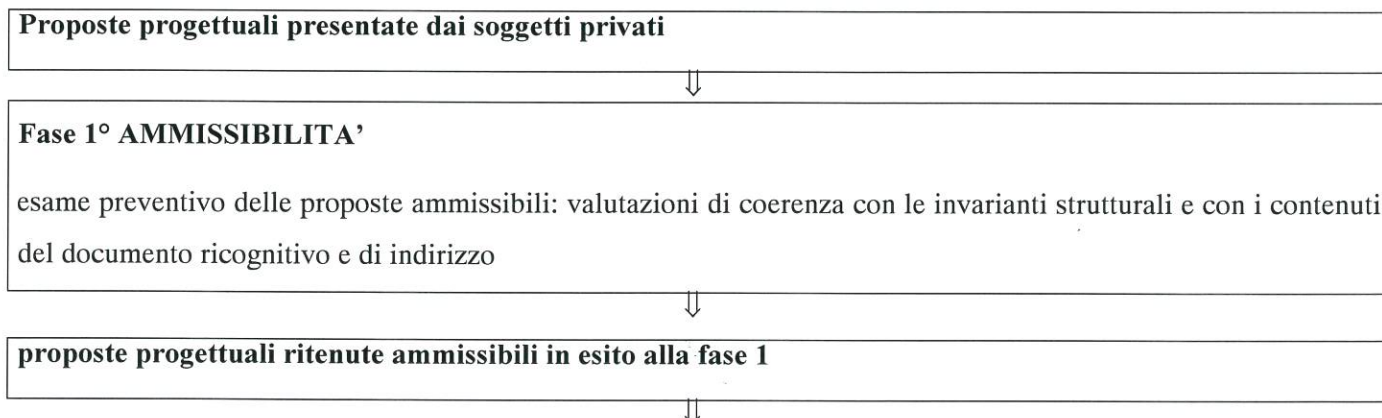 Proposte progettuali presentate dai soggetti privati
⇓
Fase 1° AMMISSIBILITA’
esame preventivo delle proposte ammissibili: valutazioni di coerenza con le invarianti strutturali e con i contenuti
del documento ricognitivo e di indirizzo
⇓
proposte progettuali ritenute ammissibili in esito alla fase 1
⇓